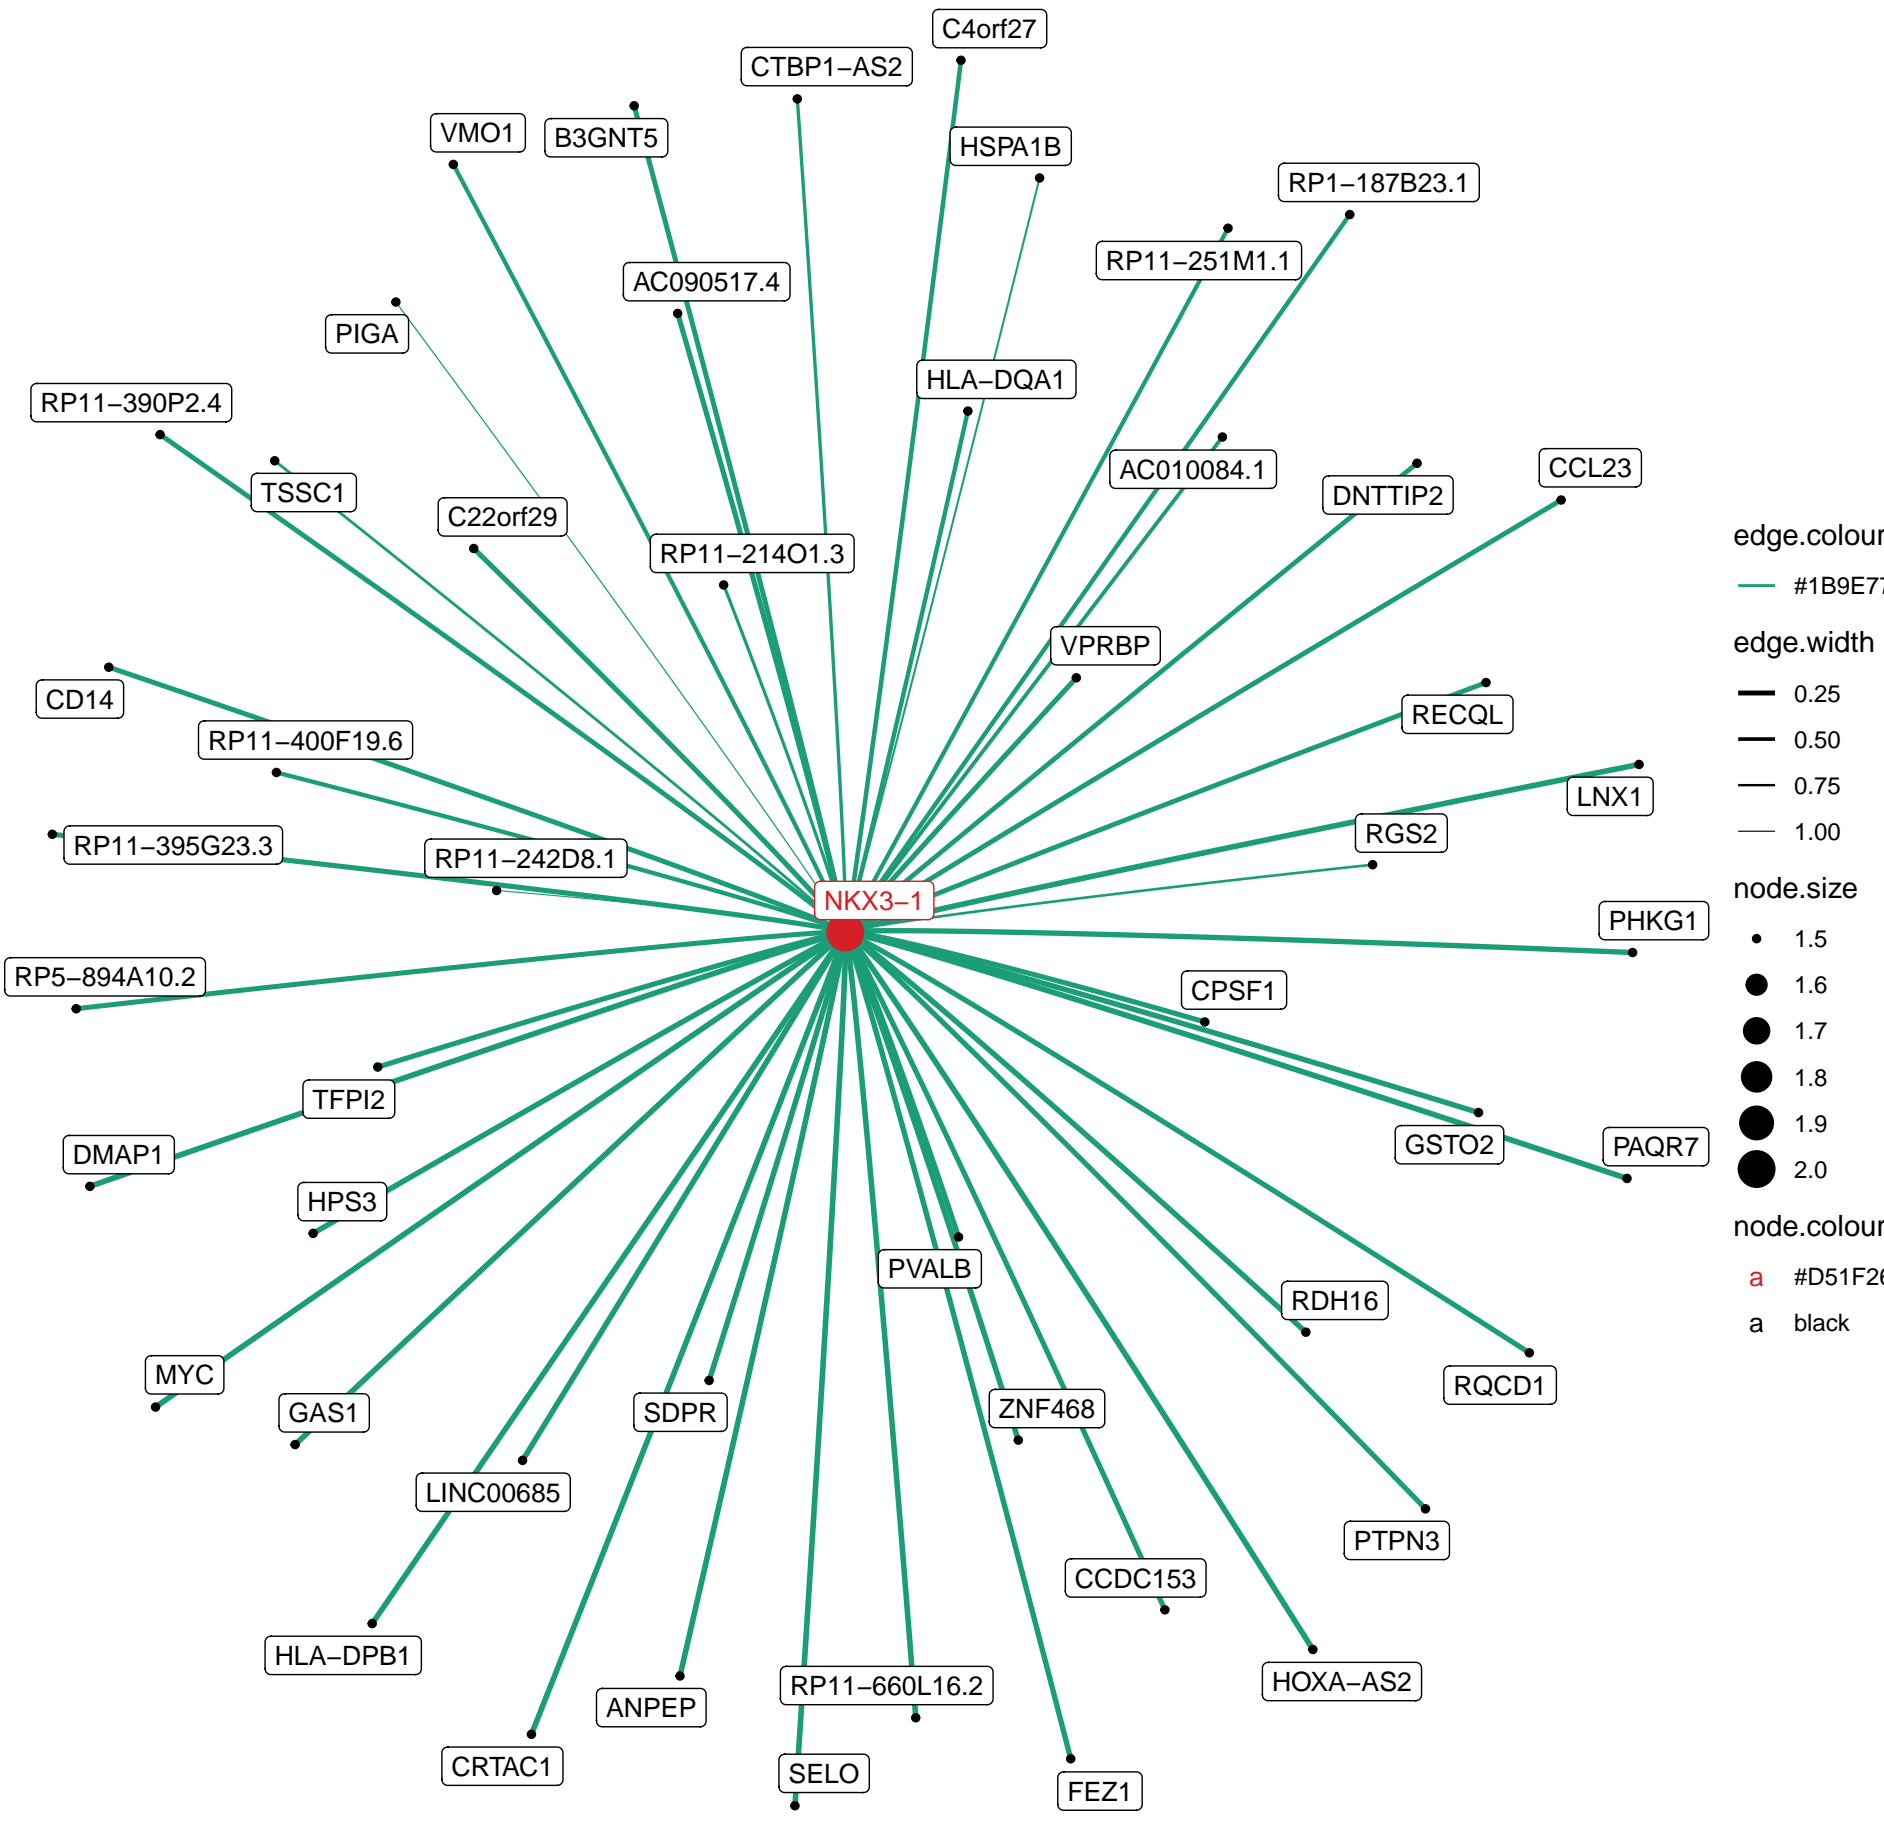 C4orf27
CTBP1−AS2
VMO1
B3GNT5
HSPA1B
RP1−187B23.1
RP11−251M1.1
AC090517.4
PIGA
HLA−DQA1
RP11−390P2.4
AC010084.1
CCL23
TSSC1
DNTTIP2
C22orf29
RP11−214O1.3
VPRBP
CD14
RECQL
RP11−400F19.6
LNX1
RGS2
RP11−395G23.3
RP11−242D8.1
NKX3−1
PHKG1
RP5−894A10.2
CPSF1
TFPI2
GSTO2
PAQR7
DMAP1
HPS3
PVALB
RDH16
MYC
RQCD1
GAS1
SDPR
ZNF468
LINC00685
PTPN3
CCDC153
HLA−DPB1
HOXA−AS2
RP11−660L16.2
ANPEP
CRTAC1
SELO
FEZ1
edge.colour
#1B9E77
edge.width
0.25
0.50
0.75
1.00
node.size
1.5
1.6
1.7
1.8
1.9
2.0
node.colour
a #D51F26
a black